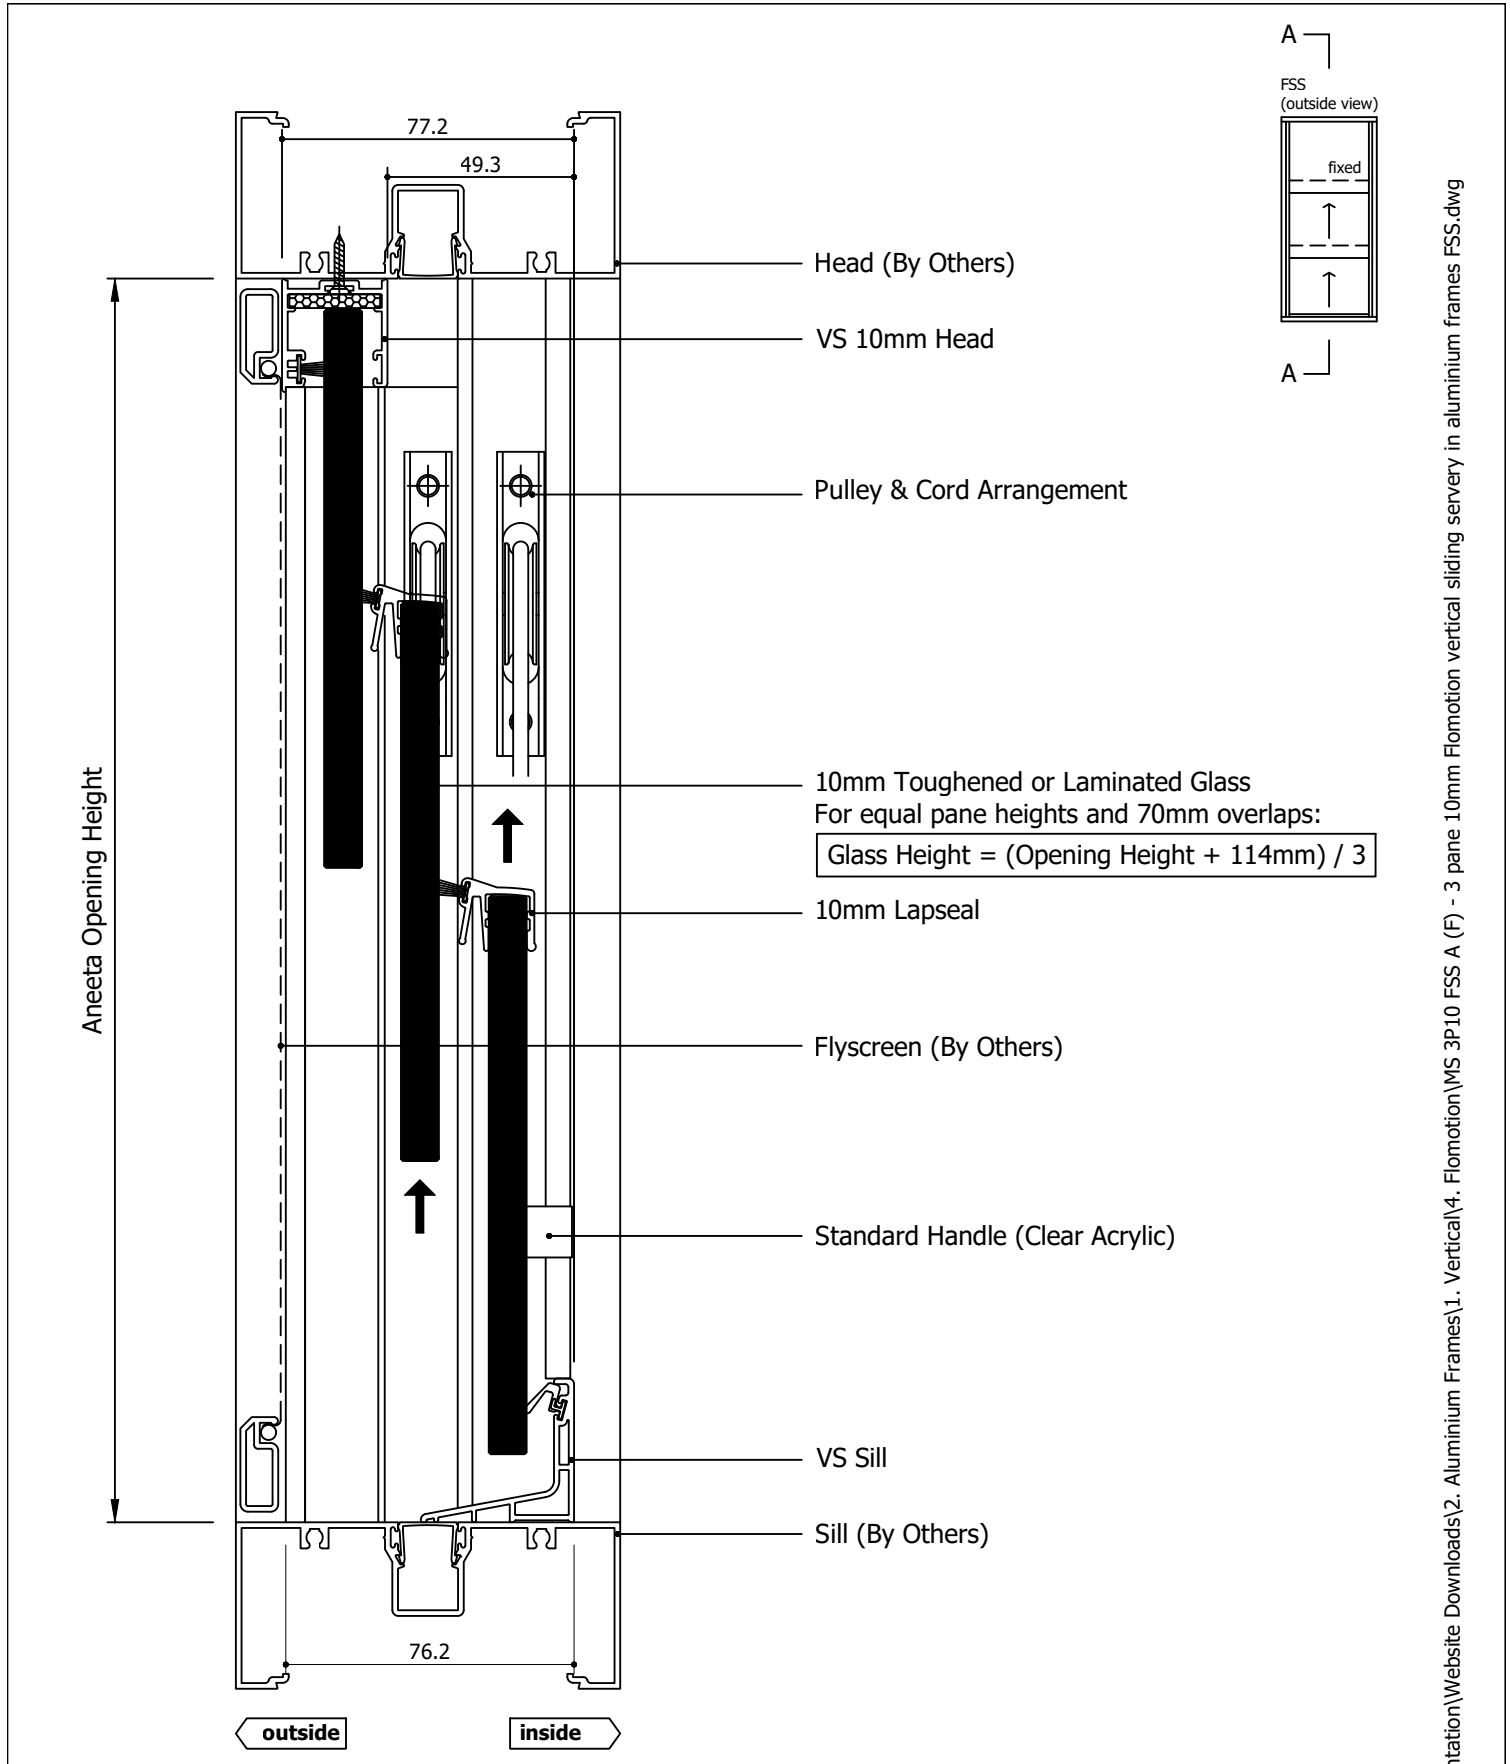 A
FSS
(outside view)
fixed
A
77.2
49.3
Head (By Others)
VS 10mm Head
Pulley & Cord Arrangement
10mm Toughened or Laminated Glass
For equal pane heights and 70mm overlaps:
Glass Height = (Opening Height + 114mm) / 3
10mm Lapseal
Aneeta Opening Height
Flyscreen (By Others)
Standard Handle (Clear Acrylic)
VS Sill
Sill (By Others)
76.2
outside
inside
ntation\Website Downloads\2. Aluminium Frames\1. Vertical\4. Flomotion\MS 3P10 FSS A (F) - 3 pane 10mm Flomotion vertical sliding servery in aluminium frames FSS.dwg